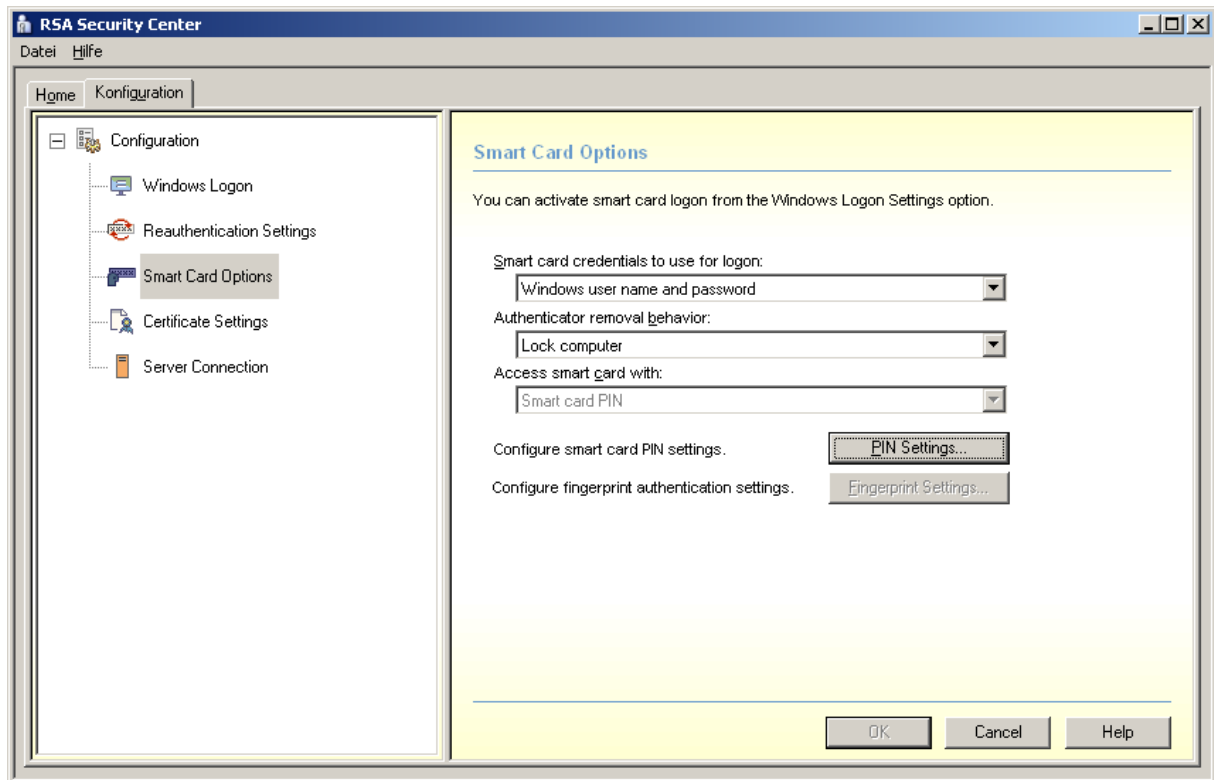 RSA Security Center
Datei Hilfe
Home Konfiguration
Configuration
Windows Logon
Reauthentication Settings
Smart Card Options
Certificate Settings
Server Connection
Smart Card Options
You can activate smart card logon from the Windows Logon Settings option.
Smart card credentials to use for logon:
Windows user name and password
Authenticator removal behavior:
Lock computer
Access smart card with:
Smart card PIN
Configure smart card PIN settings. PIN Settings...
Configure fingerprint authentication settings. Fingerprint Settings...
OK Cancel Help